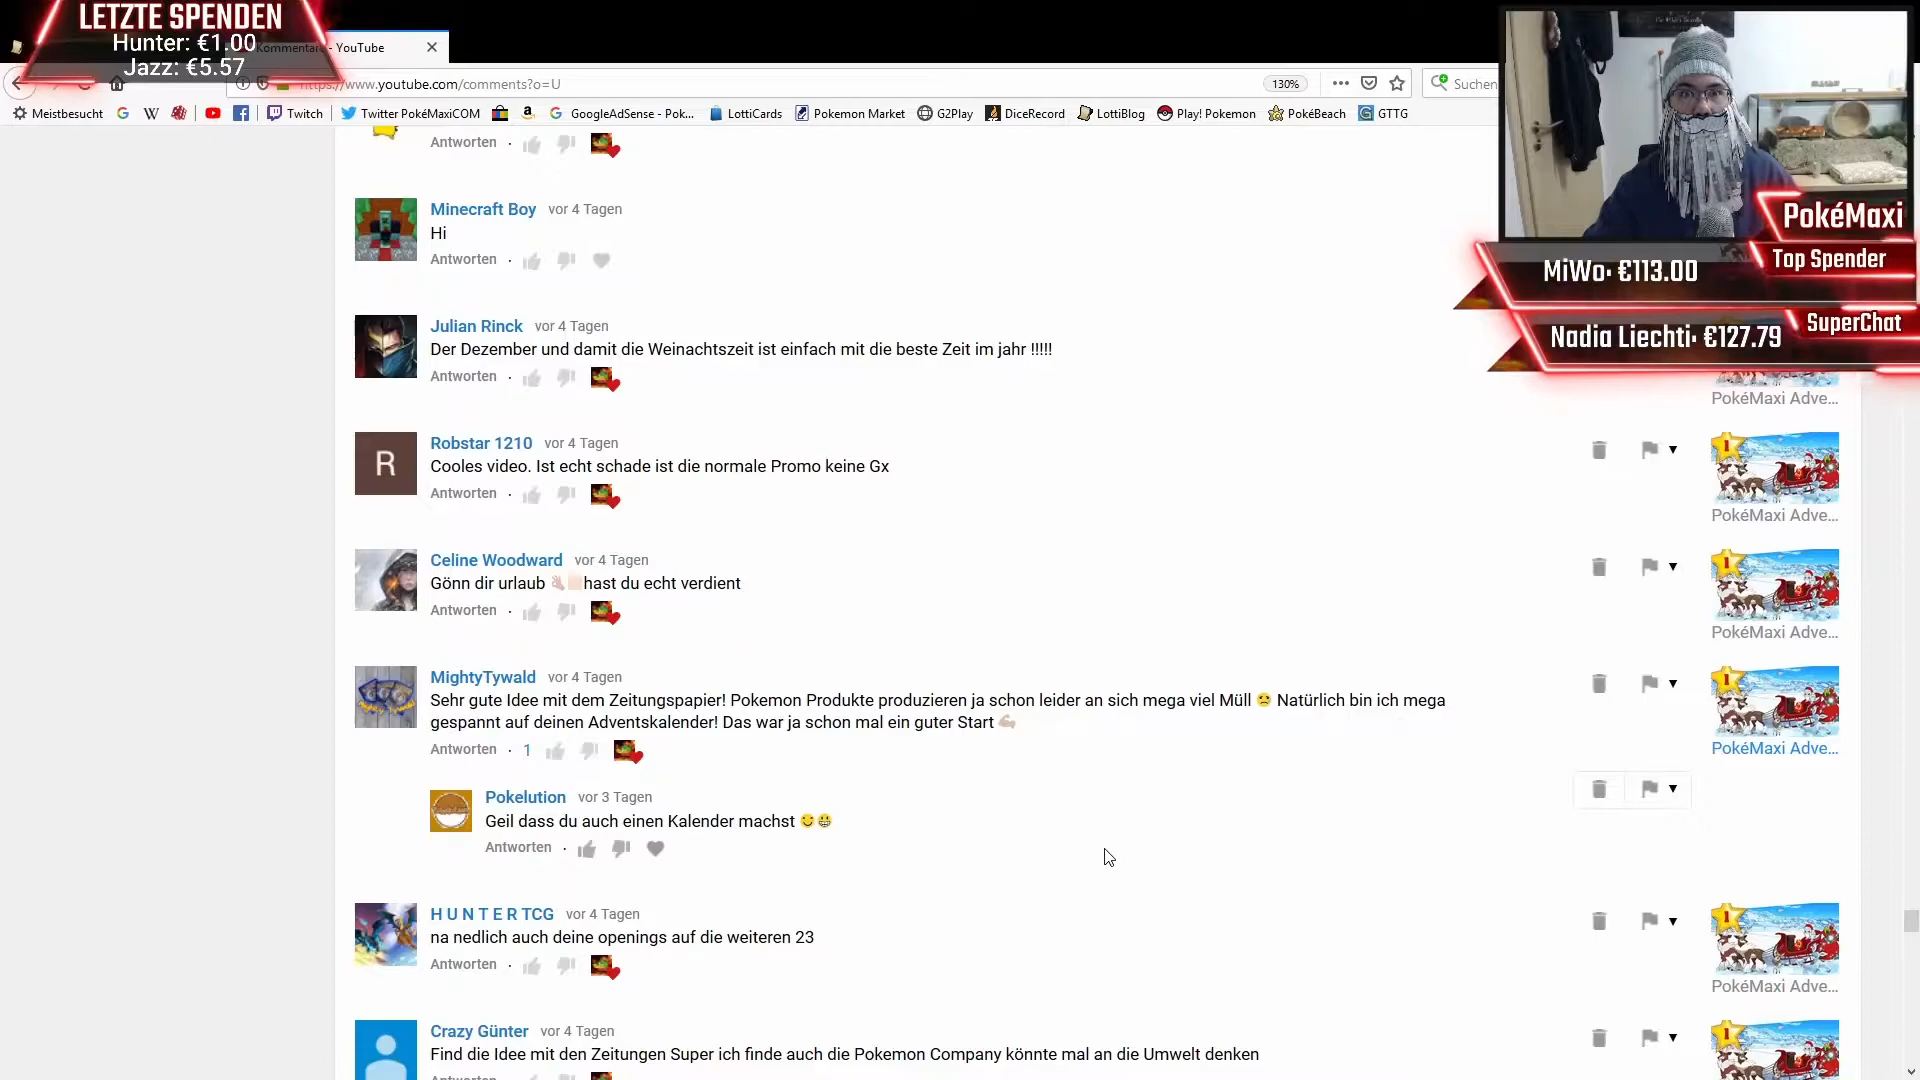 LETZTE SPENDEN
Hunter: €1.00
Jazz: €5.57
Kommentare - YouTube
https://www.youtube.com/comments?o=U
130%
Suchen
Meistbesucht
Twitch
Twitter PokéMaxiCOM
GoogleAdSense - Pok...
LottiCards
Pokemon Market
G2Play
DiceRecord
LottiBlog
Play! Pokemon
PokéBeach
GTTG
PokéMaxi
Top Spender
MiWo: €113.00
SuperChat
Nadia Liechti: €127.79
Antworten ·
Minecraft Boy vor 4 Tagen
Hi
Antworten ·
Julian Rinck vor 4 Tagen
Der Dezember und damit die Weinachtszeit ist einfach mit die beste Zeit im jahr !!!!!
Antworten ·
PokéMaxi Adve...
Robstar 1210 vor 4 Tagen
R
Cooles video. Ist echt schade ist die normale Promo keine Gx
Antworten ·
1
PokéMaxi Adve...
Celine Woodward vor 4 Tagen
Gönn dir urlaub 👌🏻hast du echt verdient
Antworten ·
1
PokéMaxi Adve...
MightyTywald vor 4 Tagen
Sehr gute Idee mit dem Zeitungspapier! Pokemon Produkte produzieren ja schon leider an sich mega viel Müll 😢 Natürlich bin ich mega
gespannt auf deinen Adventskalender! Das war ja schon mal ein guter Start 💪🏻
Antworten · 1
1
PokéMaxi Adve...
Pokelution vor 3 Tagen
Geil dass du auch einen Kalender machst 😉😁
Antworten ·
H U N T E R TCG vor 4 Tagen
na nedlich auch deine openings auf die weiteren 23
Antworten ·
1
PokéMaxi Adve...
Crazy Günter vor 4 Tagen
Find die Idee mit den Zeitungen Super ich finde auch die Pokemon Company könnte mal an die Umwelt denken
Antworten
1